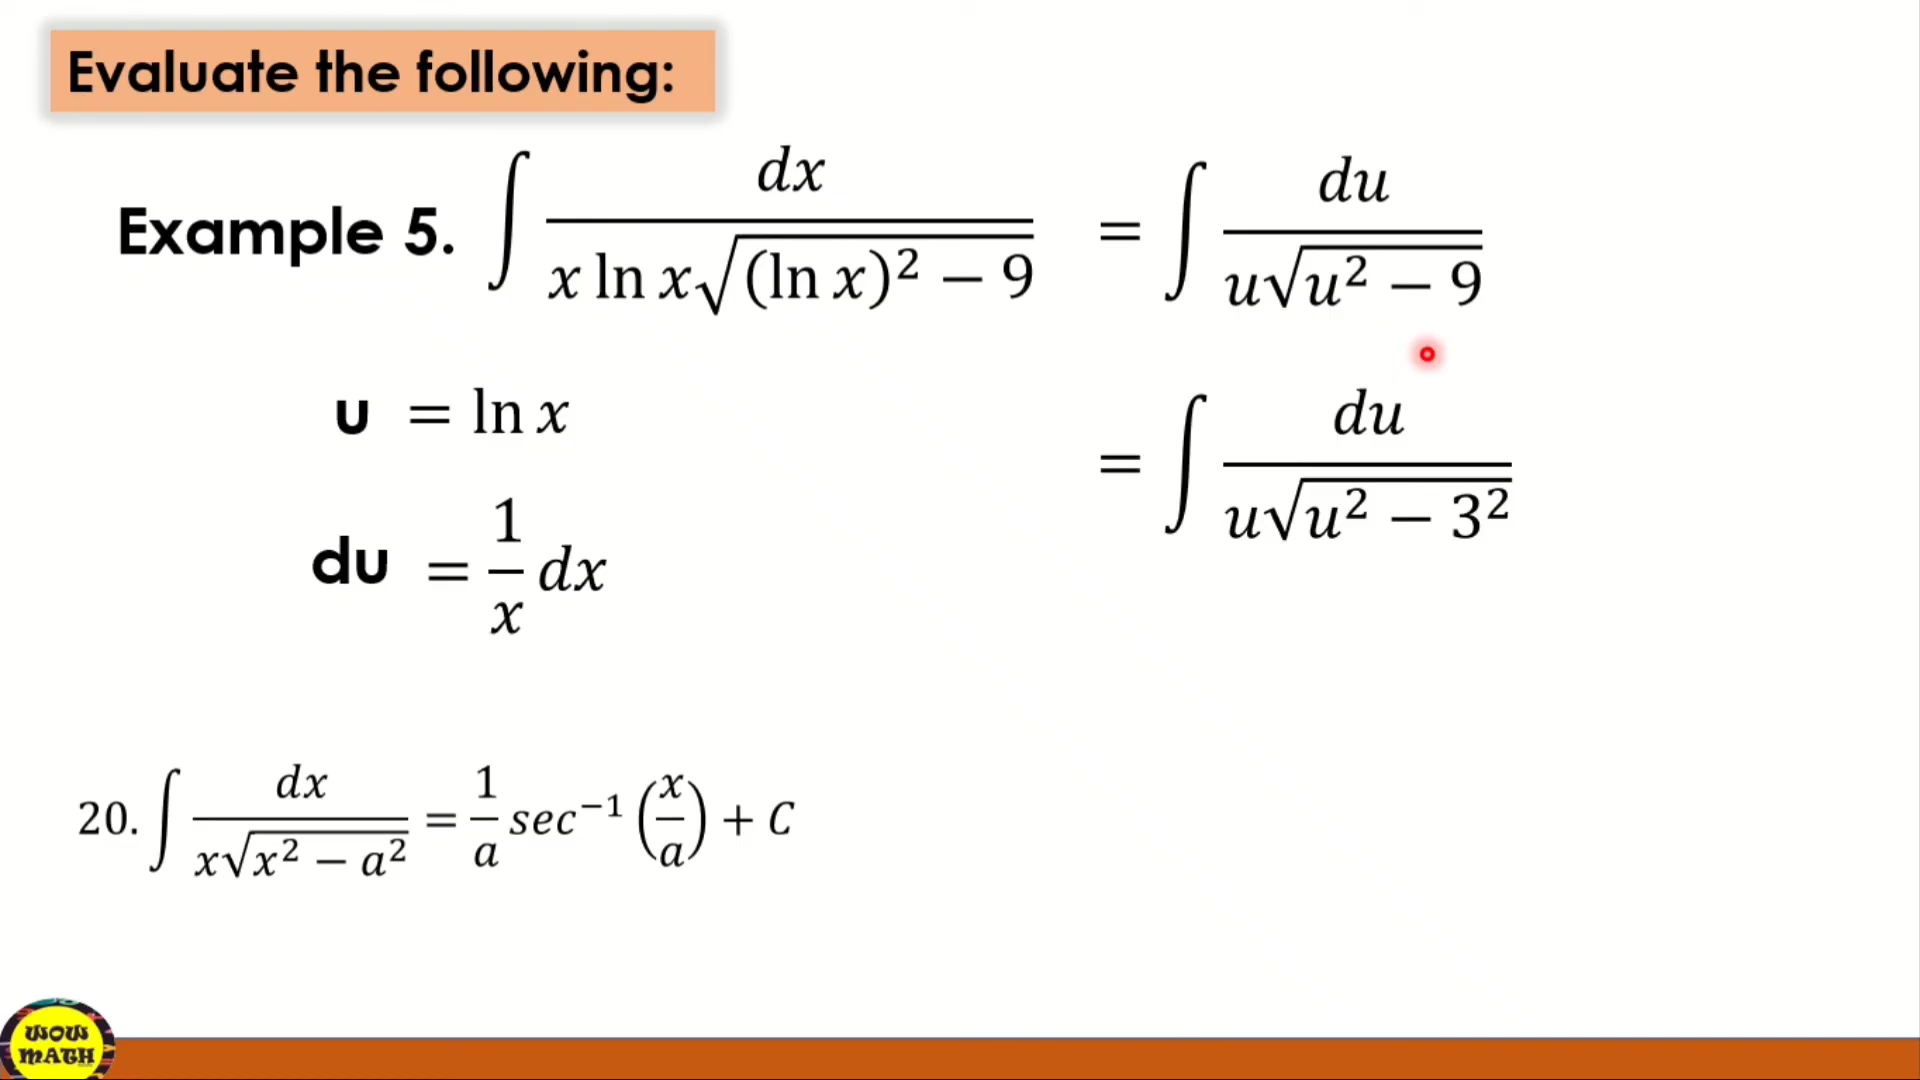 Evaluate the following:
Example 5. ∫ dx / (x ln x√((ln x)² − 9)) = ∫ du / (u√(u² − 9))
u = ln x
= ∫ du / (u√(u² − 3²))
du = 1/x dx
20. ∫ dx / (x√(x² − a²)) = 1/a sec⁻¹ (x/a) + C
WOW
MATH